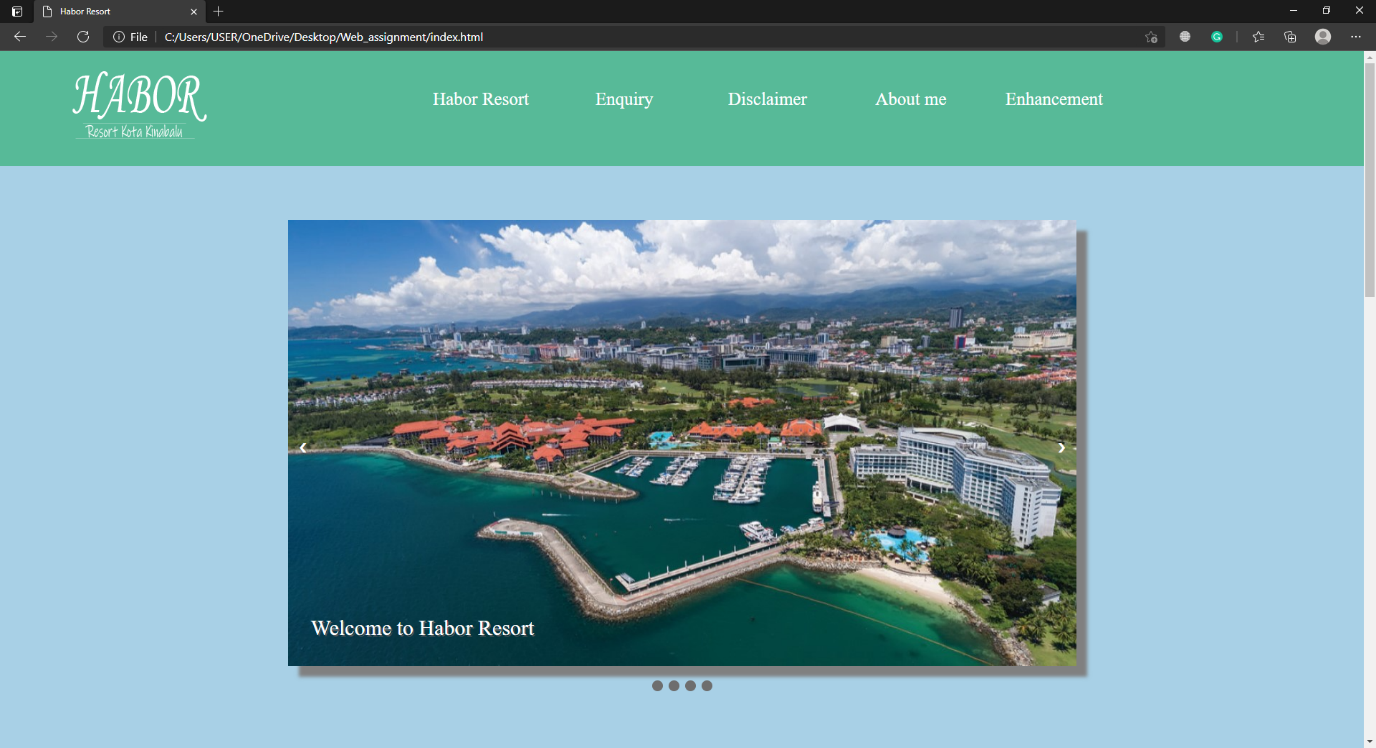 Habor Resort
File
C:/Users/USER/OneDrive/Desktop/Web_assignment/index.html
HABOR
Resort Kota Kinabalu
Habor Resort
Enquiry
Disclaimer
About me
Enhancement
Welcome to Habor Resort